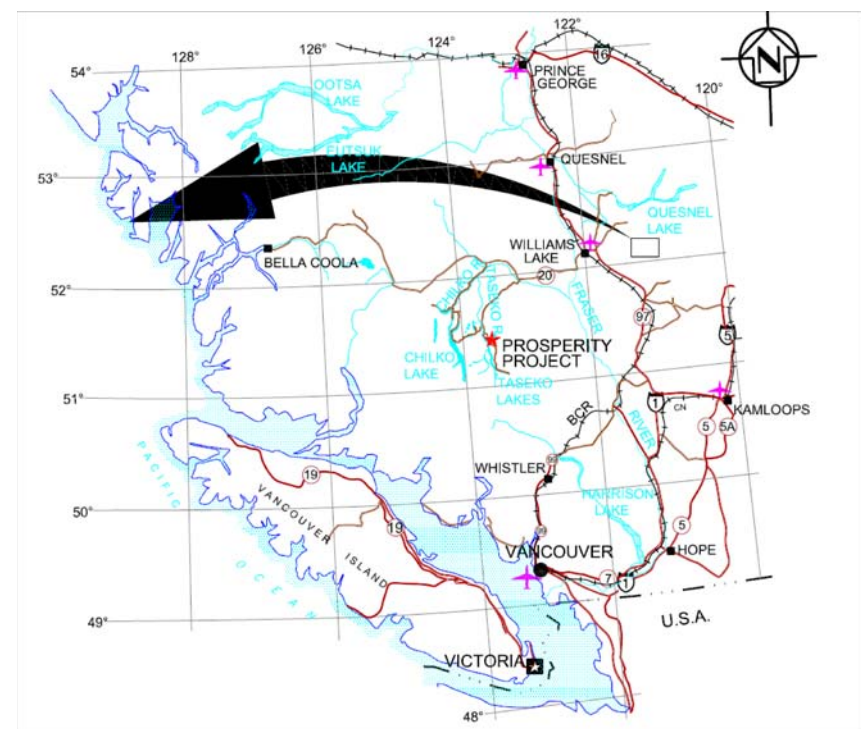 122°
128°
126°
124°
16
N
54°
PRINCE
GEORGE
120°
OOTSA
LAKE
EUTSUK
LAKE
QUESNEL
53°
QUESNEL
LAKE
WILLIAMS
LAKE
BELLA COOLA
20
52°
CHILKO R
TASEKO R
FRASER
97
5
PROSPERITY
PROJECT
CHILKO
LAKE
TASEKO
LAKES
51°
1
CN
KAMLOOPS
BCR
RIVER
5
5A
PACIFIC
99
WHISTLER
19
HARRISON
LAKE
50°
VANCOUVER
ISLAND
19
99
5
VANCOUVER
HOPE
7
1
OCEAN
49°
U.S.A.
VICTORIA
48°